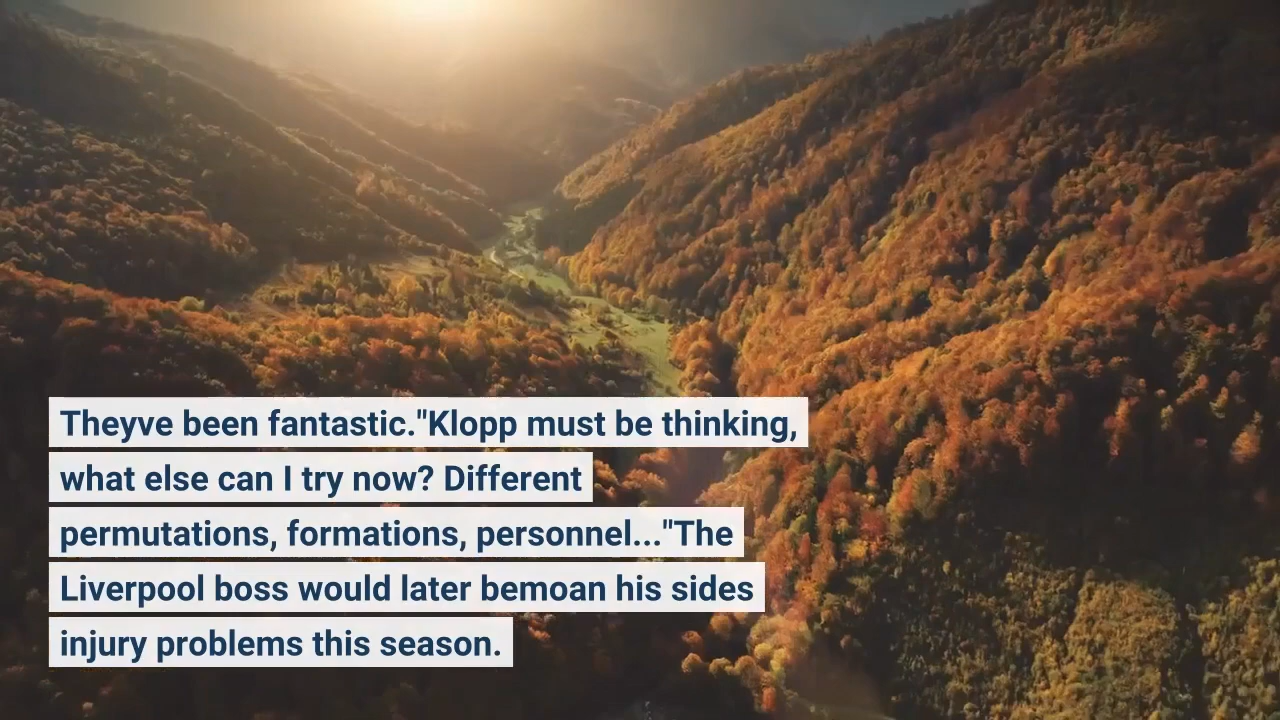 Theyve been fantastic."Klopp must be thinking,
what else can I try now? Different
permutations, formations, personnel..."The
Liverpool boss would later bemoan his sides
injury problems this season.